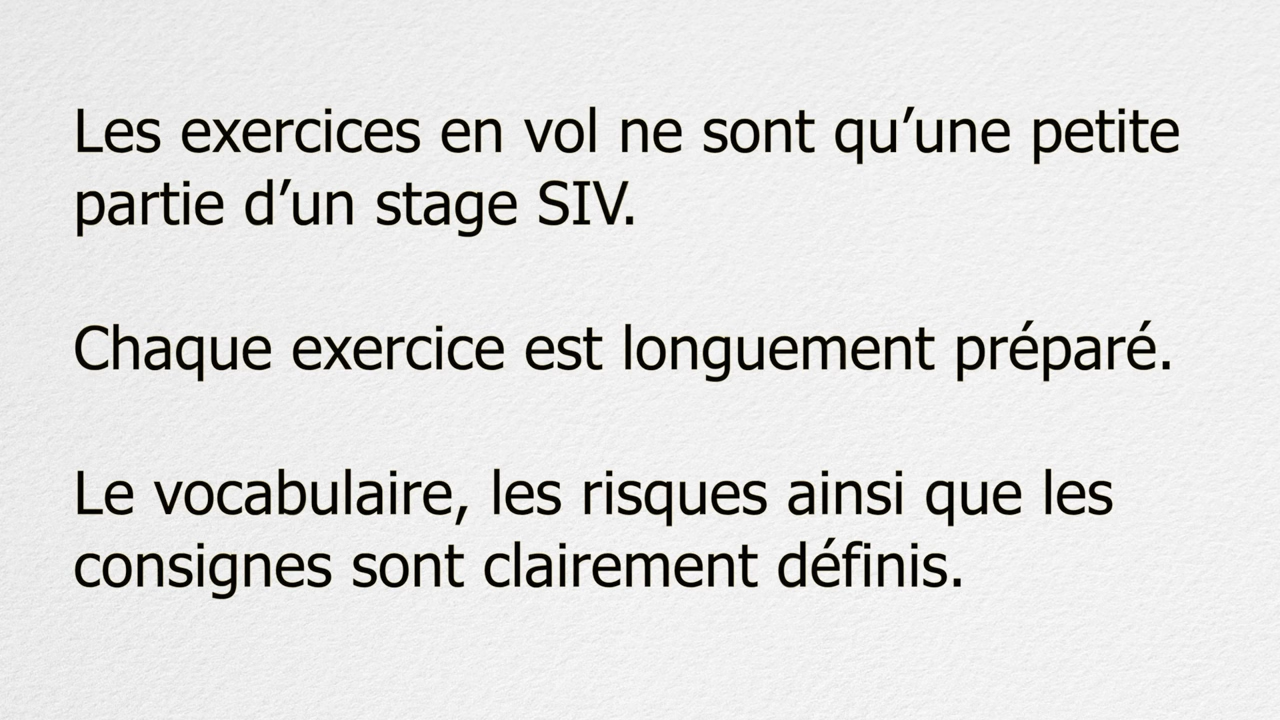 Les exercices en vol ne sont qu’une petite
partie d’un stage SIV.
Chaque exercice est longuement préparé.
Le vocabulaire, les risques ainsi que les
consignes sont clairement définis.